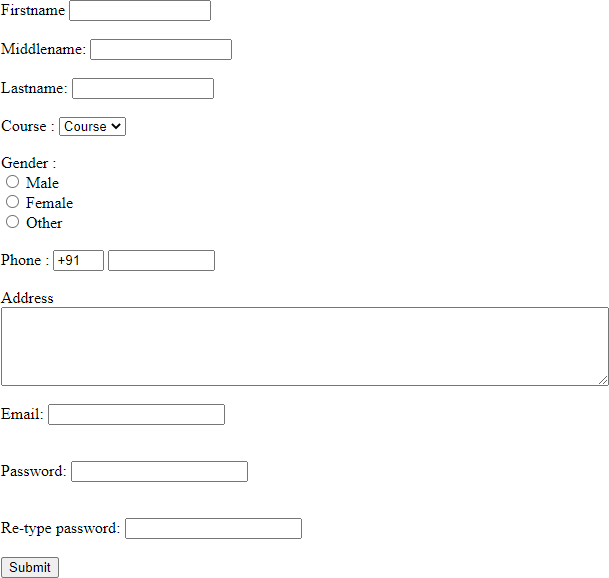 Firstname
Middlename:
Lastname:
Course : Course
Gender :
Male
Female
Other
Phone : +91
Address
Email:
Password:
Re-type password:
Submit